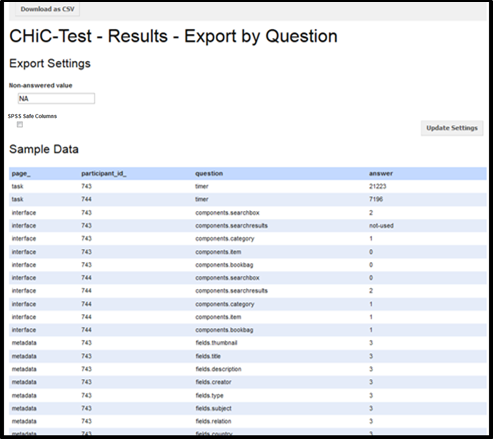 Download as CSV
CHiC-Test - Results - Export by Question
Export Settings
Non-answered value
NA
SPSS Safe Columns
Update Settings
Sample Data
page_ participant_id_ question answer
task 743 timer 21223
task 744 timer 7196
interface 743 components.searchbox 2
interface 743 components.searchresults not-used
interface 743 components.category 1
interface 743 components.item 0
interface 743 components.bookbag 0
interface 744 components.searchbox 0
interface 744 components.searchresults 2
interface 744 components.category 1
interface 744 components.item 1
interface 744 components.bookbag 1
metadata 743 fields.thumbnail 3
metadata 743 fields.title 3
metadata 743 fields.description 3
metadata 743 fields.creator 3
metadata 743 fields.type 3
metadata 743 fields.subject 3
metadata 743 fields.relation 3
metadata 743 fields.country 3